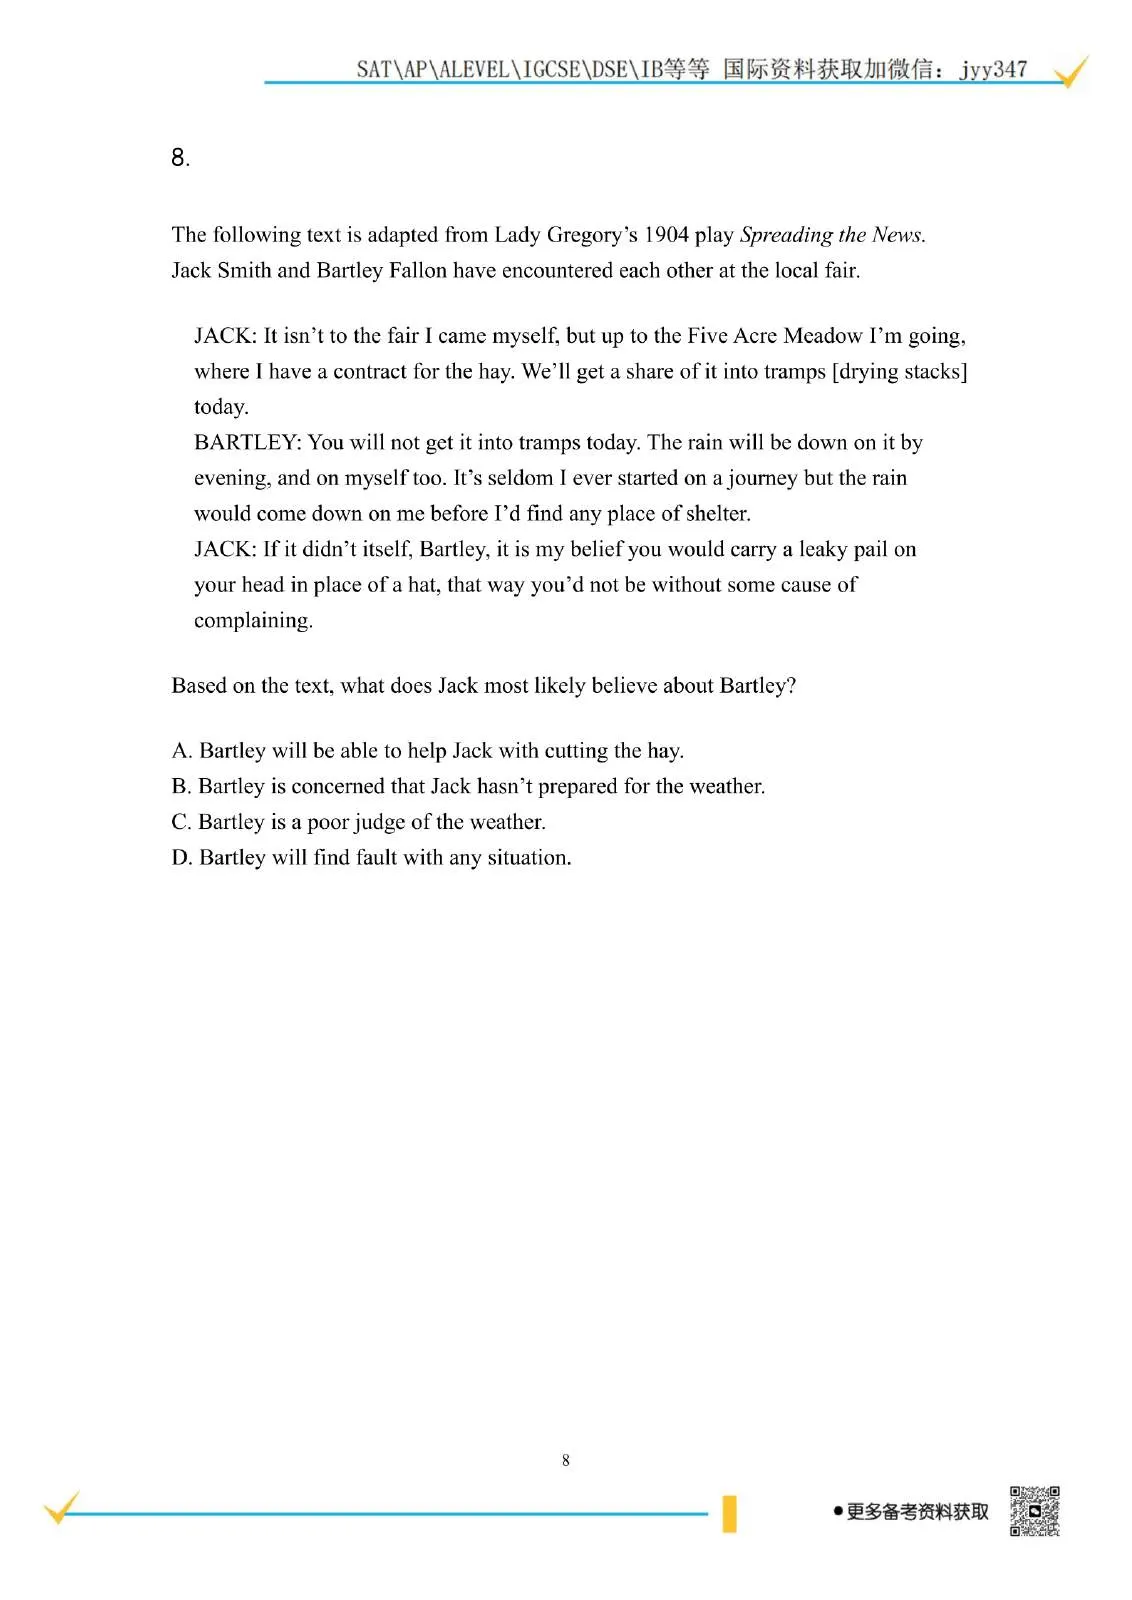 SAT\AP\ALEVEL\IGCSE\DSE\IB等等 国际资料获取加微信：jyy347
8.
The following text is adapted from Lady Gregory’s 1904 play Spreading the News.
Jack Smith and Bartley Fallon have encountered each other at the local fair.
JACK: It isn’t to the fair I came myself, but up to the Five Acre Meadow I’m going,
where I have a contract for the hay. We’ll get a share of it into tramps [drying stacks]
today.
BARTLEY: You will not get it into tramps today. The rain will be down on it by
evening, and on myself too. It’s seldom I ever started on a journey but the rain
would come down on me before I’d find any place of shelter.
JACK: If it didn’t itself, Bartley, it is my belief you would carry a leaky pail on
your head in place of a hat, that way you’d not be without some cause of
complaining.
Based on the text, what does Jack most likely believe about Bartley?
A. Bartley will be able to help Jack with cutting the hay.
B. Bartley is concerned that Jack hasn’t prepared for the weather.
C. Bartley is a poor judge of the weather.
D. Bartley will find fault with any situation.
8
●更多备考资料获取